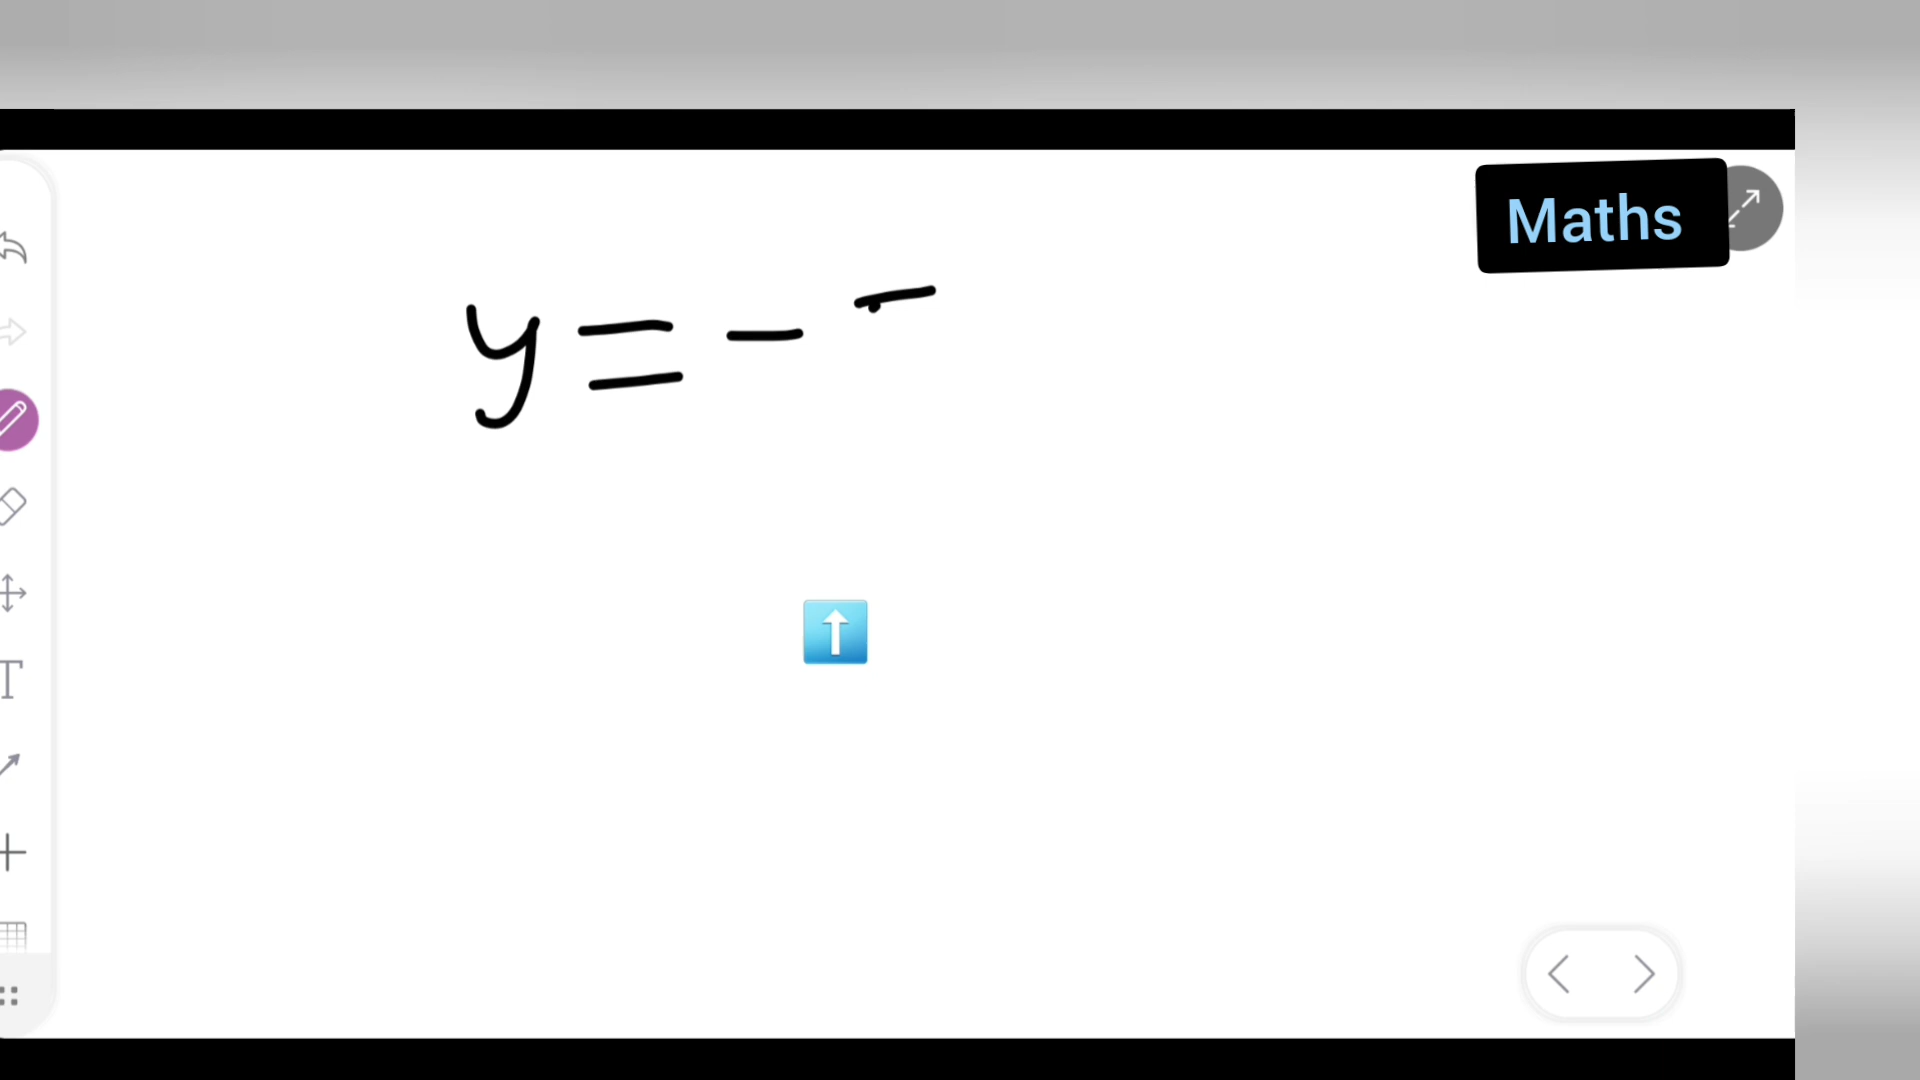 Maths
y = -